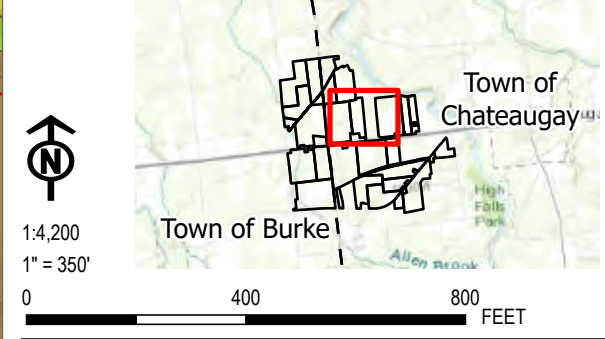 Town of
Chateaugay
High
Falls
Park
Town of Burke
Allen Brook
N
1:4,200
1" = 350'
0 400 800
FEET